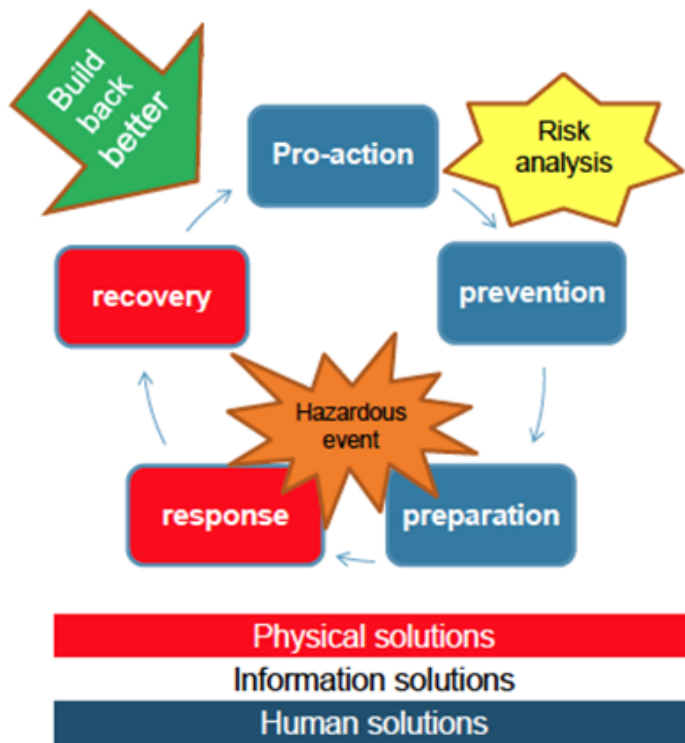 Build
back
better
Pro-action
Risk
analysis
recovery
prevention
Hazardous
event
response
preparation
Physical solutions
Information solutions
Human solutions